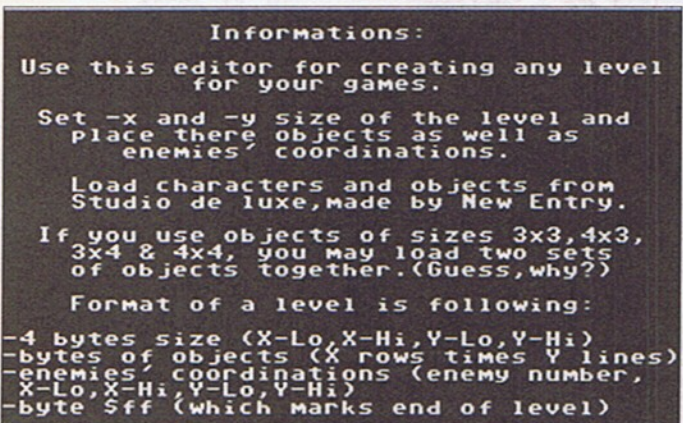 Informations:
Use this editor for creating any level
for your games.
Set -x and -y size of the level and
place there objects as well as
enemies' coordinations.
Load characters and objects from
Studio de luxe,made by New Entry.
If you use objects of sizes 3x3,4x3,
3x4 & 4x4, you may load two sets
of objects together.(Guess,why?)
Format of a level is following:
-4 bytes size (X-Lo,X-Hi,Y-Lo,Y-Hi)
-bytes of objects (X rows times Y lines)
-enemies' coordinations (enemy number,
X-Lo,X-Hi,Y-Lo,Y-Hi)
-byte $ff (which marks end of level)